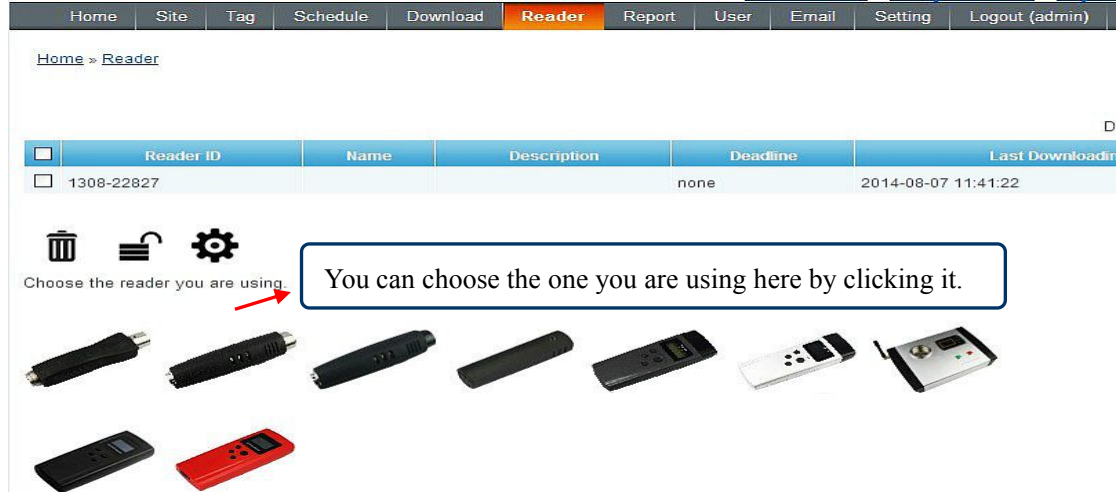 Home Site Tag Schedule Download Reader Report User Email Setting Logout (admin)
Home » Reader
D
Reader ID Name Description Deadline Last Downloadin
1308-22827 none 2014-08-07 11:41:22
Choose the reader you are using.
You can choose the one you are using here by clicking it.